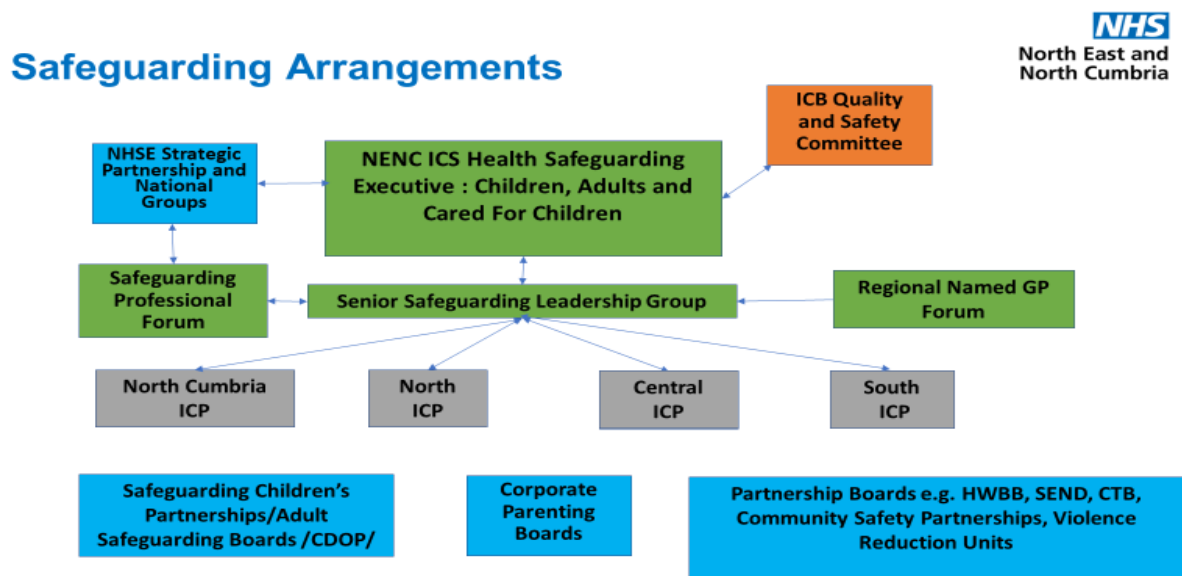 NHS
North East and
North Cumbria
Safeguarding Arrangements
ICB Quality
and Safety
Committee
NHSE Strategic
Partnership and
National
Groups
NENC ICS Health Safeguarding
Executive : Children, Adults and
Cared For Children
Safeguarding
Professional
Forum
Senior Safeguarding Leadership Group
Regional Named GP
Forum
North Cumbria
ICP
North
ICP
Central
ICP
South
ICP
Safeguarding Children’s
Partnerships/Adult
Safeguarding Boards /CDOP/
Corporate
Parenting
Boards
Partnership Boards e.g. HWBB, SEND, CTB,
Community Safety Partnerships, Violence
Reduction Units